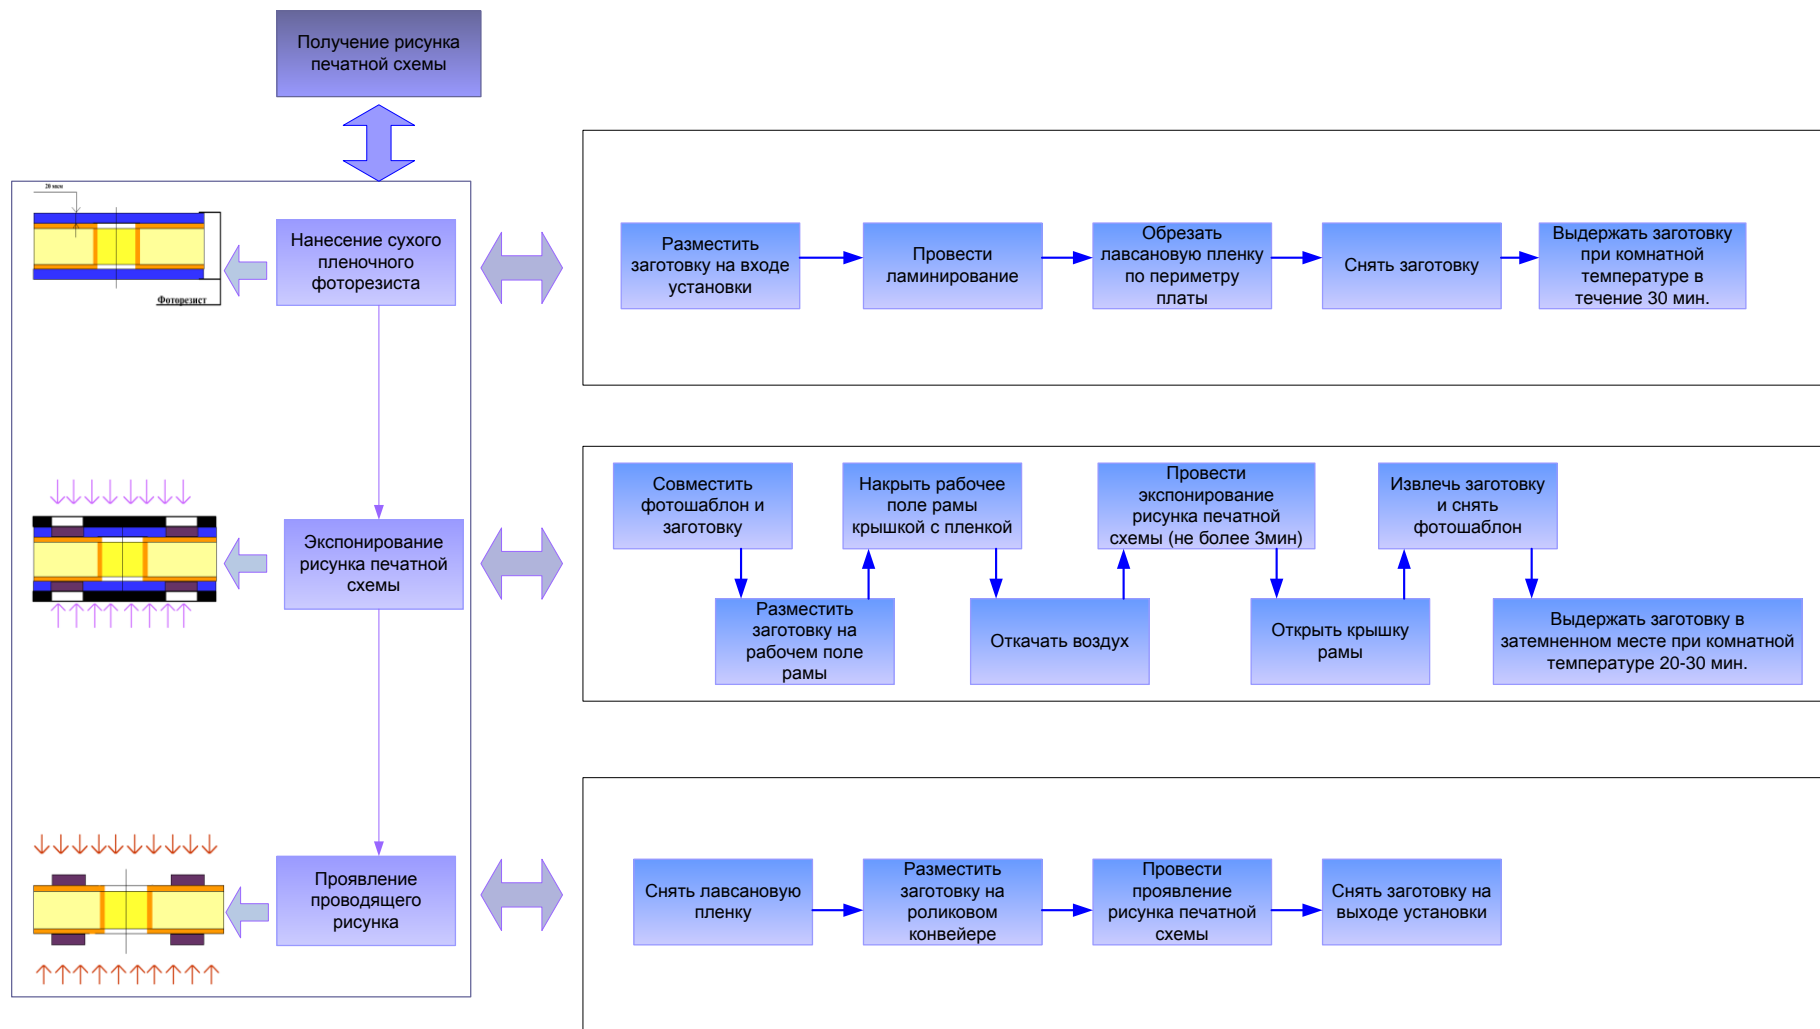 Получение рисунка
печатной схемы
20 мкм
Фоторезист
Нанесение сухого
пленочного
фоторезиста
Разместить
заготовку на входе
установки
Провести
ламинирование
Обрезать
лавсановую пленку
по периметру
платы
Снять заготовку
Выдержать заготовку
при комнатной
температуре в
течение 30 мин.
Экспонирование
рисунка печатной
схемы
Совместить
фотошаблон и
заготовку
Разместить
заготовку на
рабочем поле
рамы
Накрыть рабочее
поле рамы
крышкой с пленкой
Откачать воздух
Провести
экспонирование
рисунка печатной
схемы (не более 3мин)
Открыть крышку
рамы
Извлечь заготовку
и снять
фотошаблон
Выдержать заготовку в
затемненном месте при комнатной
температуре 20-30 мин.
Проявление
проводящего
рисунка
Снять лавсановую
пленку
Разместить
заготовку на
роликовом
конвейере
Провести
проявление
рисунка печатной
схемы
Снять заготовку на
выходе установки